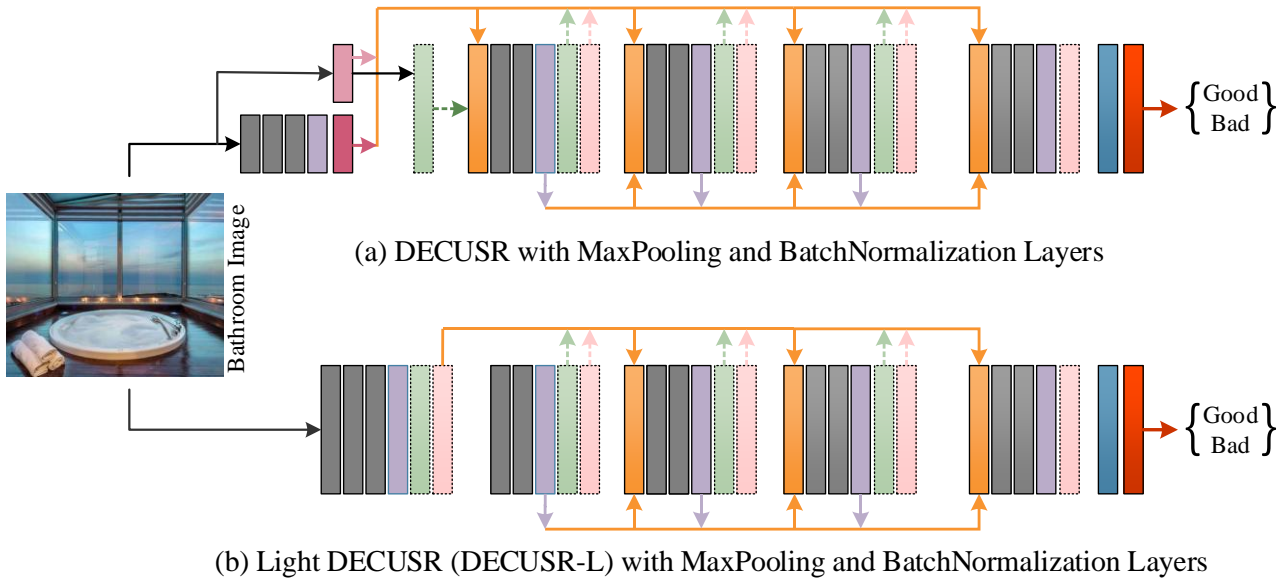 Good
Bad
Bathroom Image
(a) DECUSR with MaxPooling and BatchNormalization Layers
Good
Bad
(b) Light DECUSR (DECUSR-L) with MaxPooling and BatchNormalization Layers